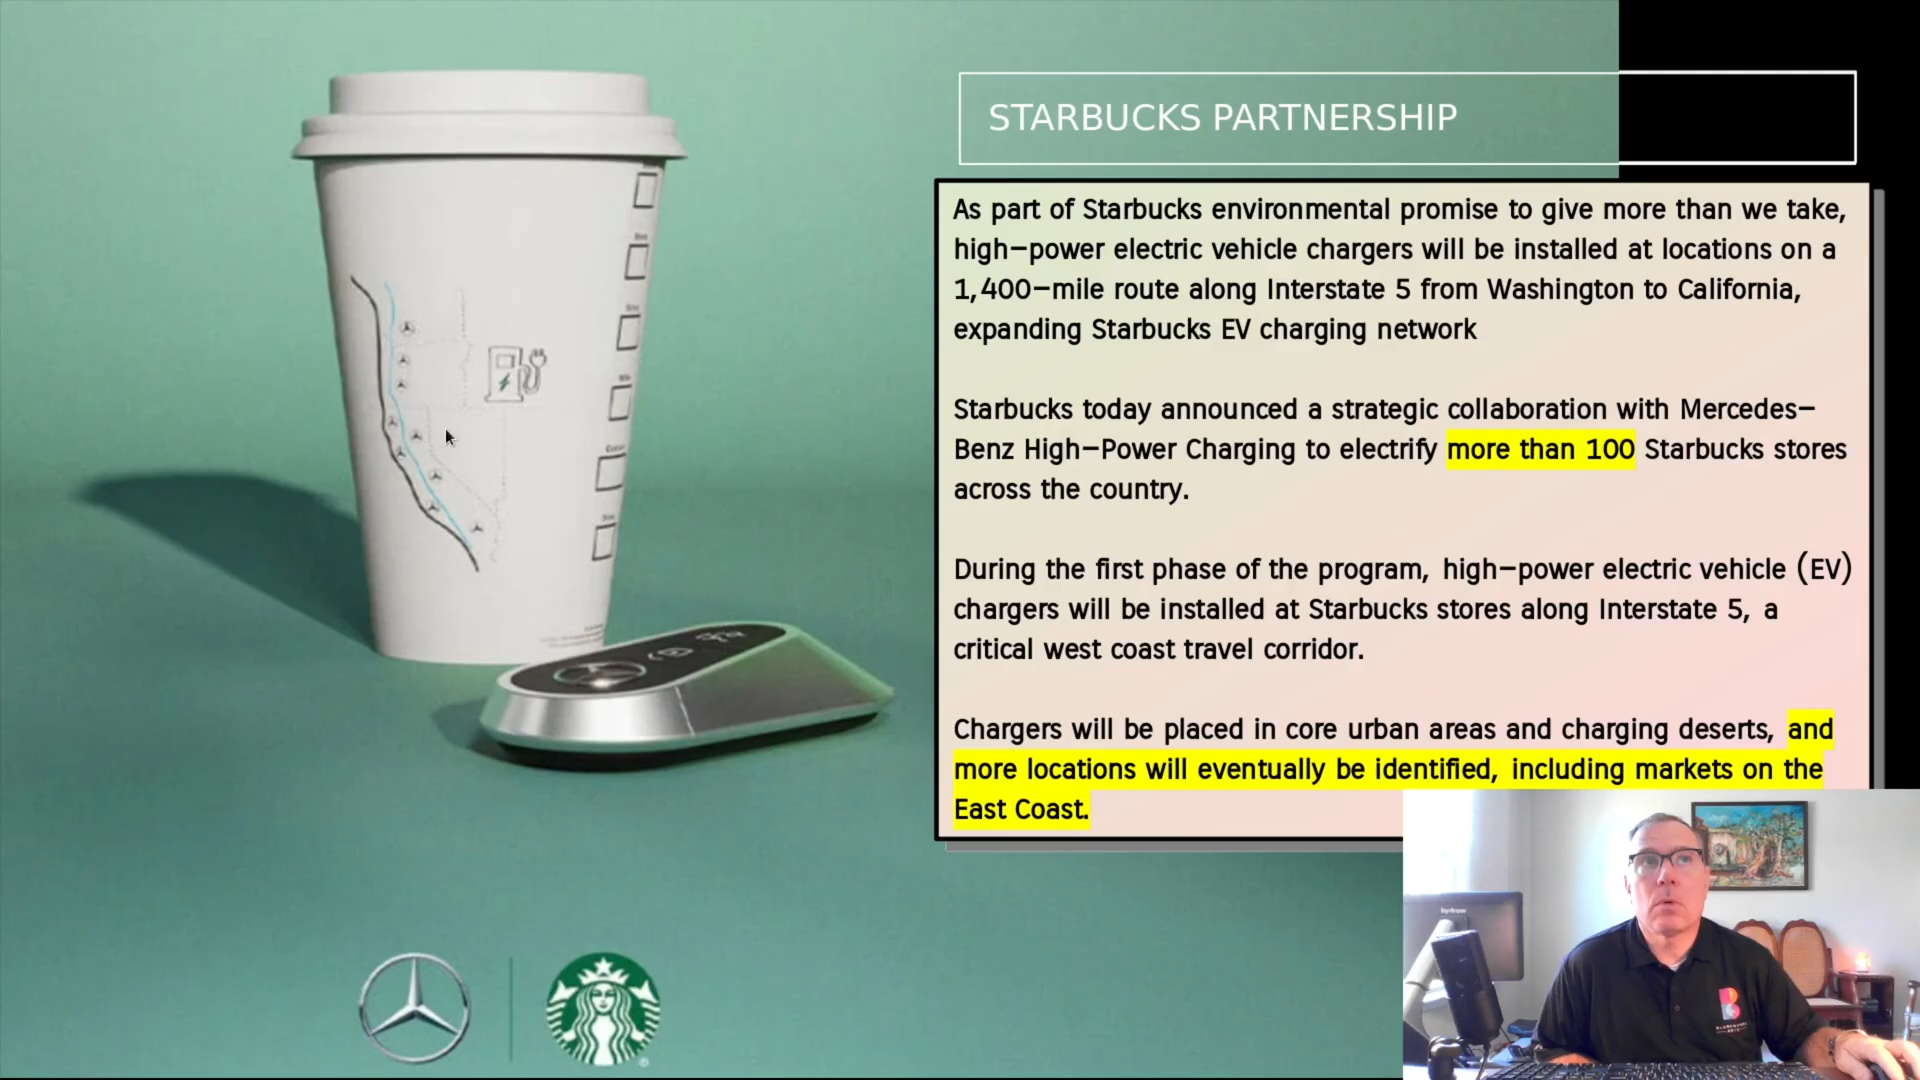 STARBUCKS PARTNERSHIP
As part of Starbucks environmental promise to give more than we take,
high-power electric vehicle chargers will be installed at locations on a
1,400-mile route along Interstate 5 from Washington to California,
expanding Starbucks EV charging network
Starbucks today announced a strategic collaboration with Mercedes-
Benz High-Power Charging to electrify more than 100 Starbucks stores
across the country.
During the first phase of the program, high-power electric vehicle (EV)
chargers will be installed at Starbucks stores along Interstate 5, a
critical west coast travel corridor.
Chargers will be placed in core urban areas and charging deserts, and
more locations will eventually be identified, including markets on the
East Coast.